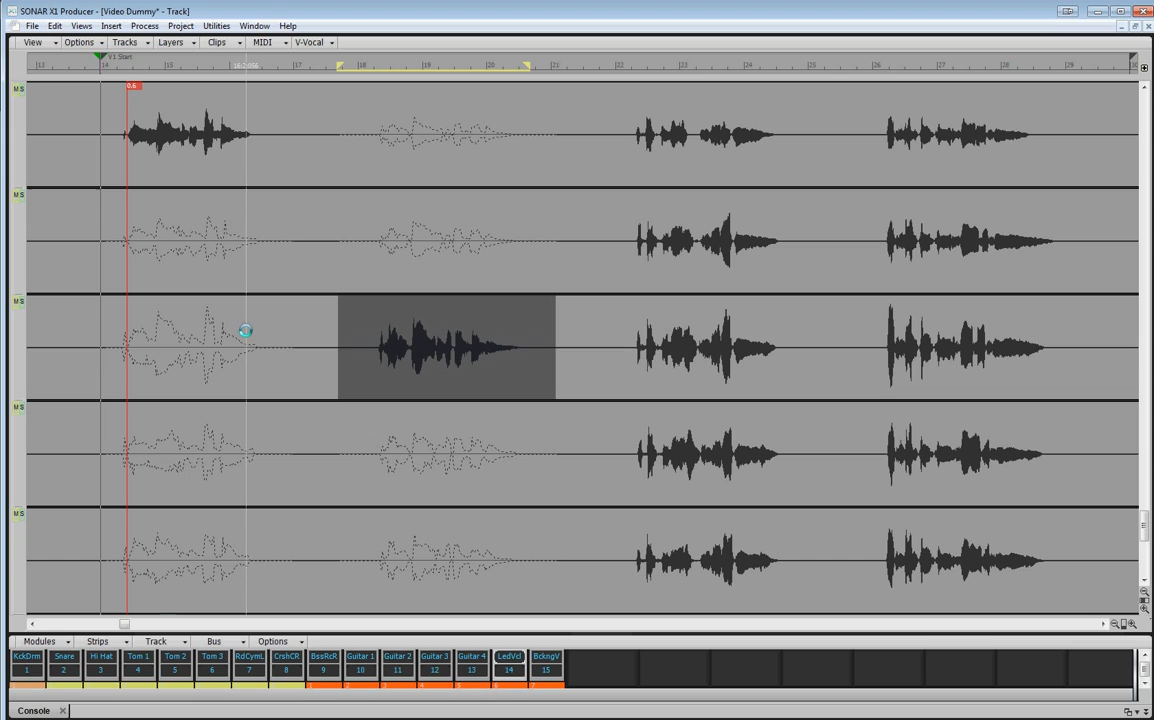 SONAR X1 Producer - [Video Dummy* - Track]
File Edit Views Insert Process Project Utilities Window Help
View Options Tracks Layers Clips MIDI V-Vocal
V1 Start
13 14 15 16:2:056 17 18 19 20 21 22 23 24 25 26 27 28 29 30
0.6
M S
M S
M S
M S
M S
Modules Strips Track Bus Options
KckDrm Snare Hi Hat Tom 1 Tom 2 Tom 3 RdCymL CrshCR BssRcR Guitar 1 Guitar 2 Guitar 3 Guitar 4 LedVcl BckngV
1 2 3 4 5 6 7 8 9 10 11 12 13 14 15
Console